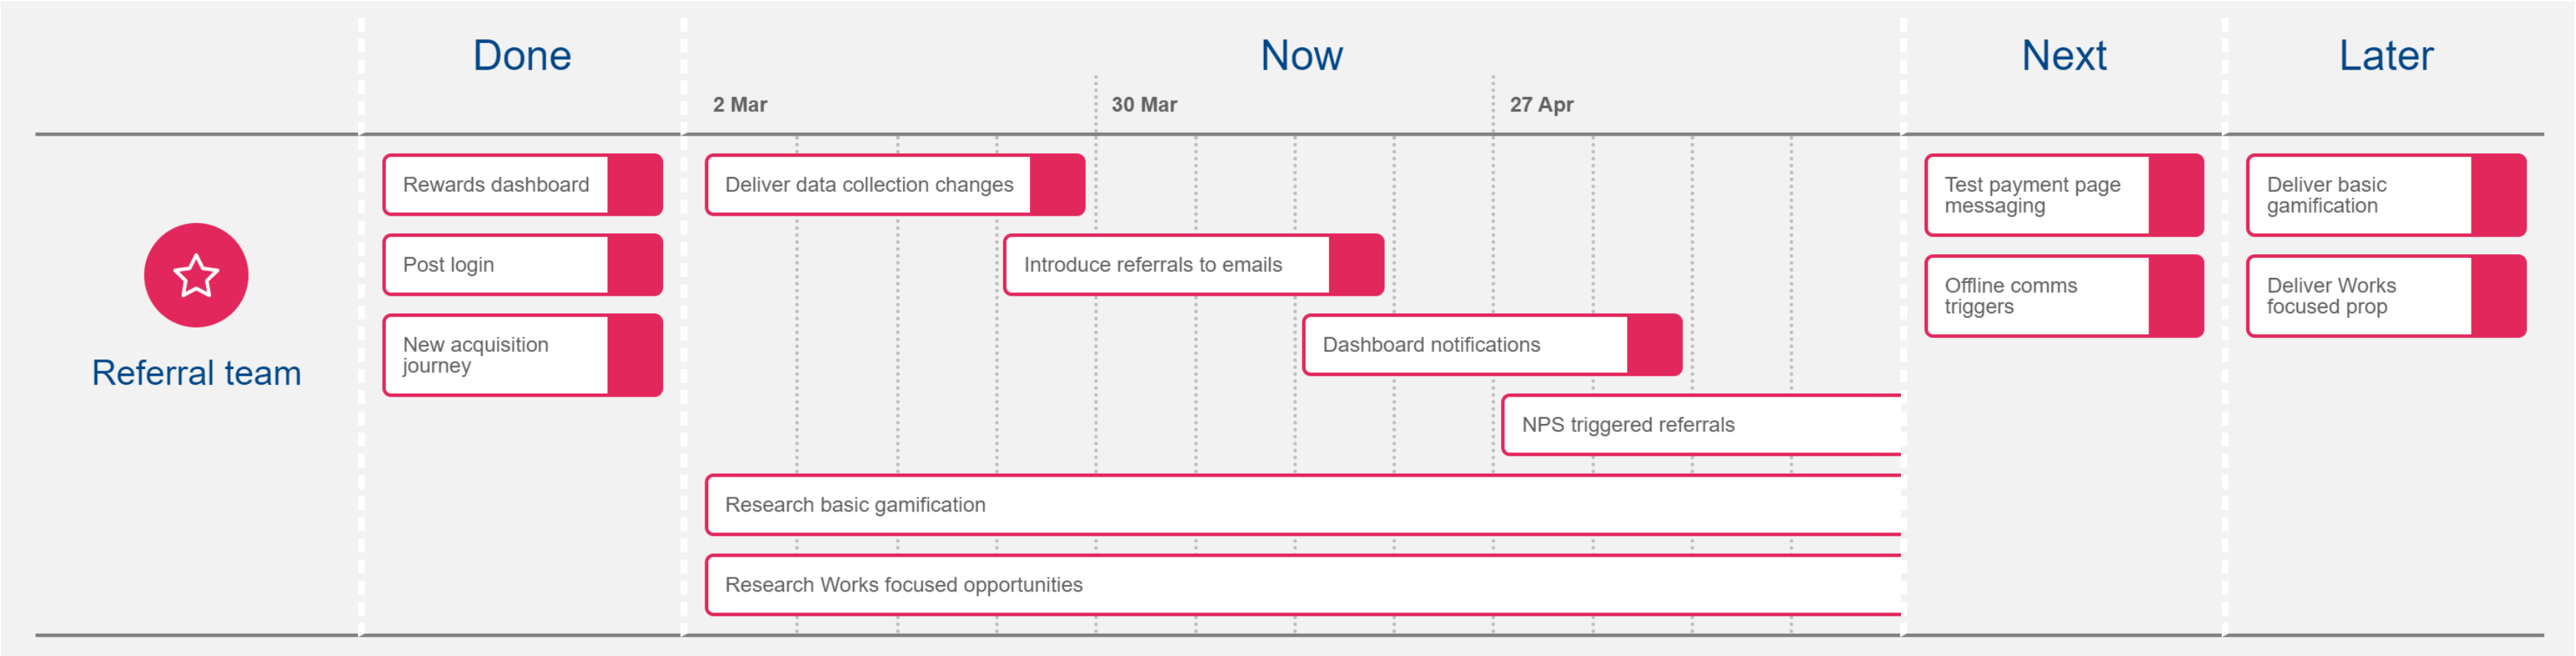 Done
Now
Next
Later
2 Mar
30 Mar
27 Apr
Referral team
Rewards dashboard
Post login
New acquisition
journey
Deliver data collection changes
Introduce referrals to emails
Dashboard notifications
NPS triggered referrals
Research basic gamification
Research Works focused opportunities
Test payment page
messaging
Offline comms
triggers
Deliver basic
gamification
Deliver Works
focused prop